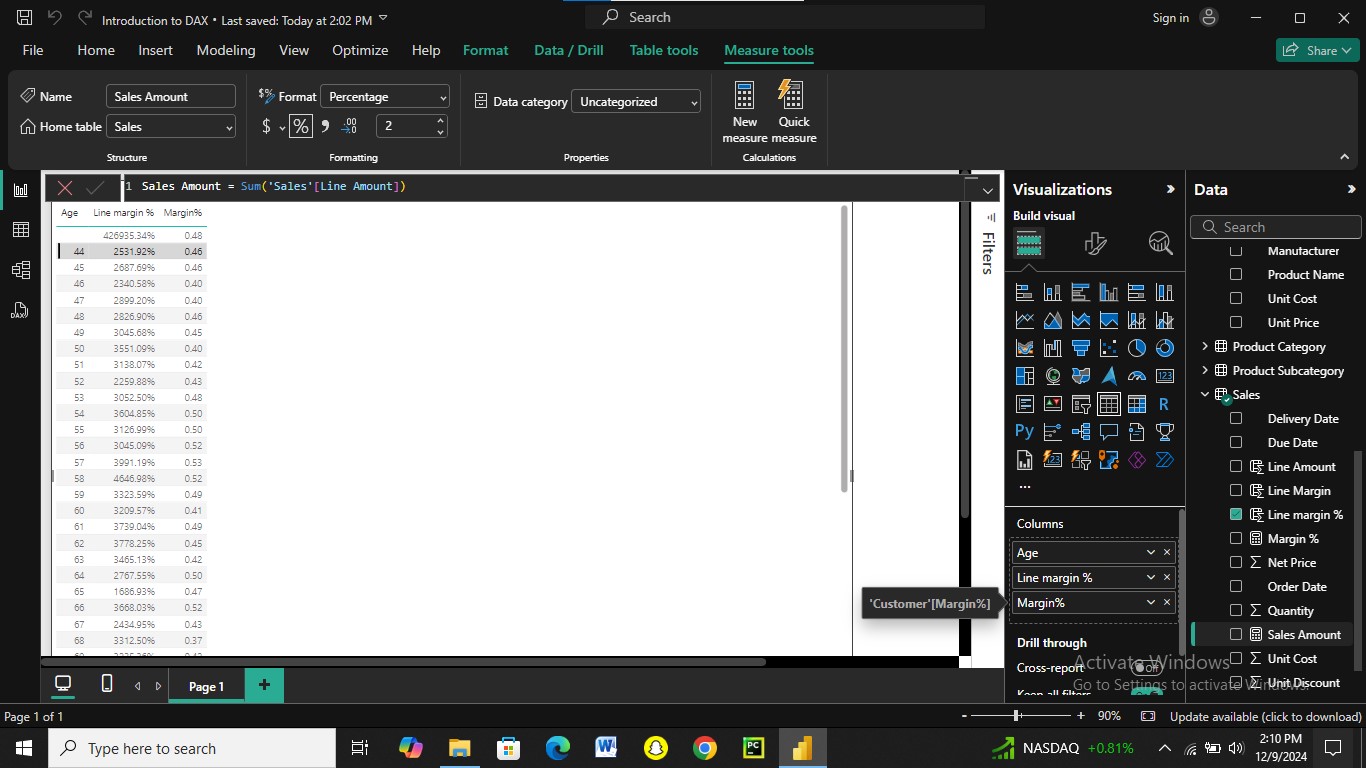 Introduction to DAX • Last saved: Today at 2:02 PM
Search
Sign in
File Home Insert Modeling View Optimize Help Format Data / Drill Table tools Measure tools
Share
Name Sales Amount
Home table Sales
Structure
Format Percentage
$ % 2
Formatting
Data category Uncategorized
Properties
New measure
Quick measure
Calculations
1 Sales Amount = Sum('Sales'[Line Amount])
Age Line margin % Margin%
426935.34% 0.48
44 2531.92% 0.46
45 2687.69% 0.46
46 2340.58% 0.40
47 2899.20% 0.40
48 2826.90% 0.46
49 3045.68% 0.45
50 3551.09% 0.40
51 3138.07% 0.42
52 2259.88% 0.43
53 3052.50% 0.48
54 3604.85% 0.50
55 3126.99% 0.50
56 3045.09% 0.52
57 3991.19% 0.53
58 4646.98% 0.52
59 3323.59% 0.49
60 3209.57% 0.41
61 3739.04% 0.49
62 3778.25% 0.45
63 3465.13% 0.42
64 2767.55% 0.50
65 1686.93% 0.47
66 3668.03% 0.52
67 2434.95% 0.43
68 3312.50% 0.37
Filters
Visualizations
Build visual
123
R
Py
123
...
Columns
Age
Line margin %
Margin%
'Customer'[Margin%]
Drill through
Cross-report
Off
Keep all filters
Data
Search
Manufacturer
Product Name
Unit Cost
Unit Price
Product Category
Product Subcategory
Sales
Delivery Date
Due Date
Line Amount
Line Margin
Line margin %
Margin %
Net Price
Order Date
Quantity
Sales Amount
Unit Cost
Unit Discount
Activate Windows
Go to Settings to activate Windows.
Page 1
Page 1 of 1
- + 90%
Update available (click to download)
Type here to search
NASDAQ +0.81%
2:10 PM
12/9/2024